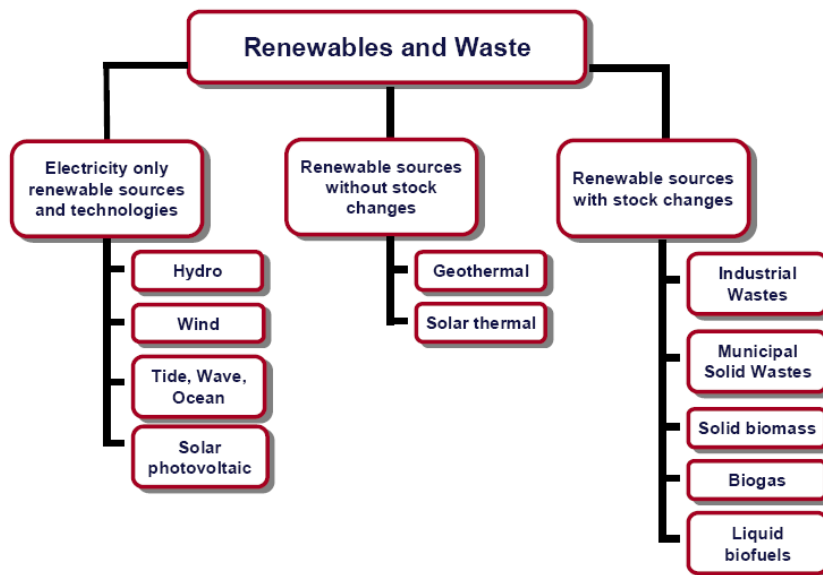 Renewables and Waste
Electricity only
renewable sources
and technologies
Hydro
Wind
Tide, Wave,
Ocean
Solar
photovoltaic
Renewable sources
without stock
changes
Geothermal
Solar thermal
Renewable sources
with stock changes
Industrial
Wastes
Municipal
Solid Wastes
Solid biomass
Biogas
Liquid
biofuels